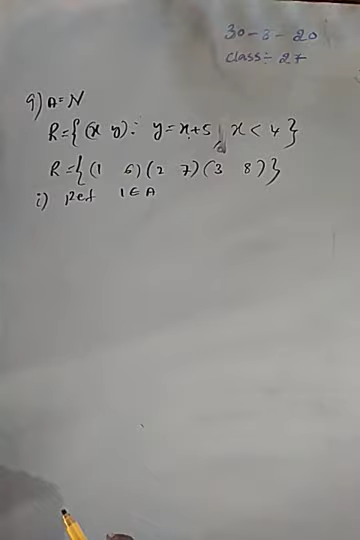 30-3-20
class:- 27
9) A = N
R = { (x y): y = x+5, x < 4 }
R = { (1 6) (2 7) (3 8) }
i) Ref 1 ∈ A